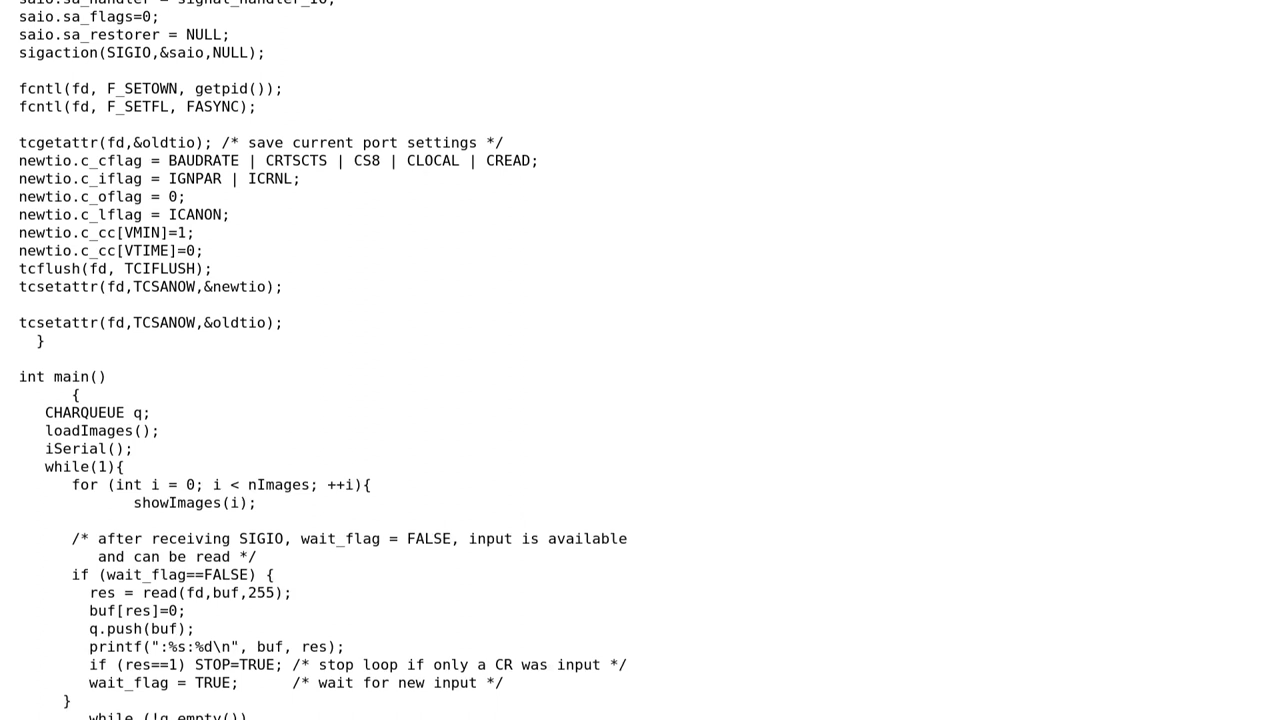 saio.sa_handler = signal_handler_IO;
saio.sa_flags=0;
saio.sa_restorer = NULL;
sigaction(SIGIO,&saio,NULL);
fcntl(fd, F_SETOWN, getpid());
fcntl(fd, F_SETFL, FASYNC);
tcgetattr(fd,&oldtio); /* save current port settings */
newtio.c_cflag = BAUDRATE | CRTSCTS | CS8 | CLOCAL | CREAD;
newtio.c_iflag = IGNPAR | ICRNL;
newtio.c_oflag = 0;
newtio.c_lflag = ICANON;
newtio.c_cc[VMIN]=1;
newtio.c_cc[VTIME]=0;
tcflush(fd, TCIFLUSH);
tcsetattr(fd,TCSANOW,&newtio);
tcsetattr(fd,TCSANOW,&oldtio);
}
int main()
{
CHARQUEUE q;
loadImages();
iSerial();
while(1){
for (int i = 0; i < nImages; ++i){
showImages(i);
/* after receiving SIGIO, wait_flag = FALSE, input is available
and can be read */
if (wait_flag==FALSE) {
res = read(fd,buf,255);
buf[res]=0;
q.push(buf);
printf(":%s:%d\n", buf, res);
if (res==1) STOP=TRUE; /* stop loop if only a CR was input */
wait_flag = TRUE; /* wait for new input */
}
while (!q.empty())